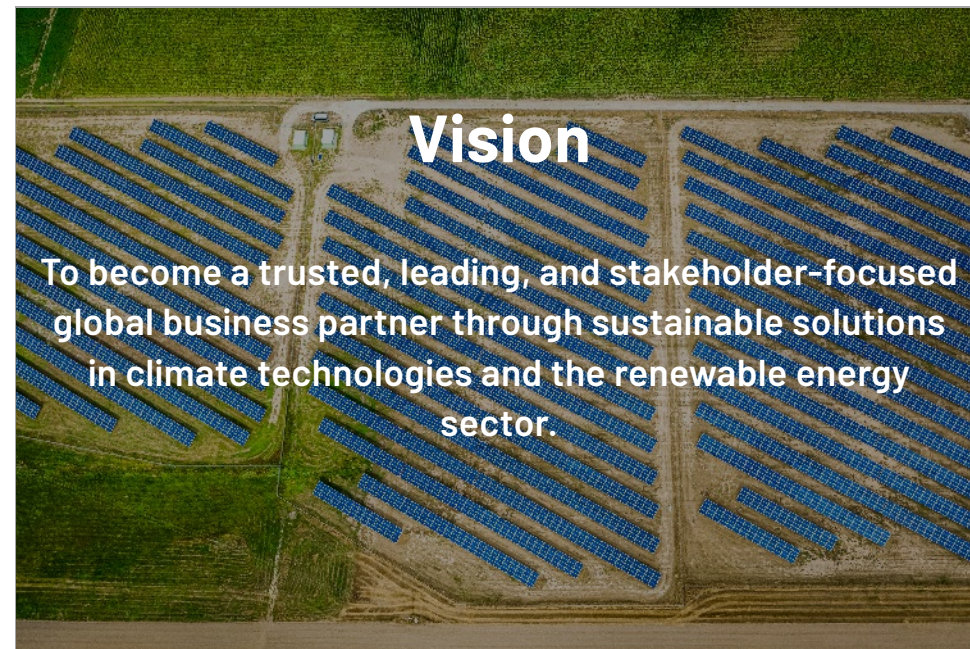 Vision
To become a trusted, leading, and stakeholder-focused
global business partner through sustainable solutions
in climate technologies and the renewable energy
sector.